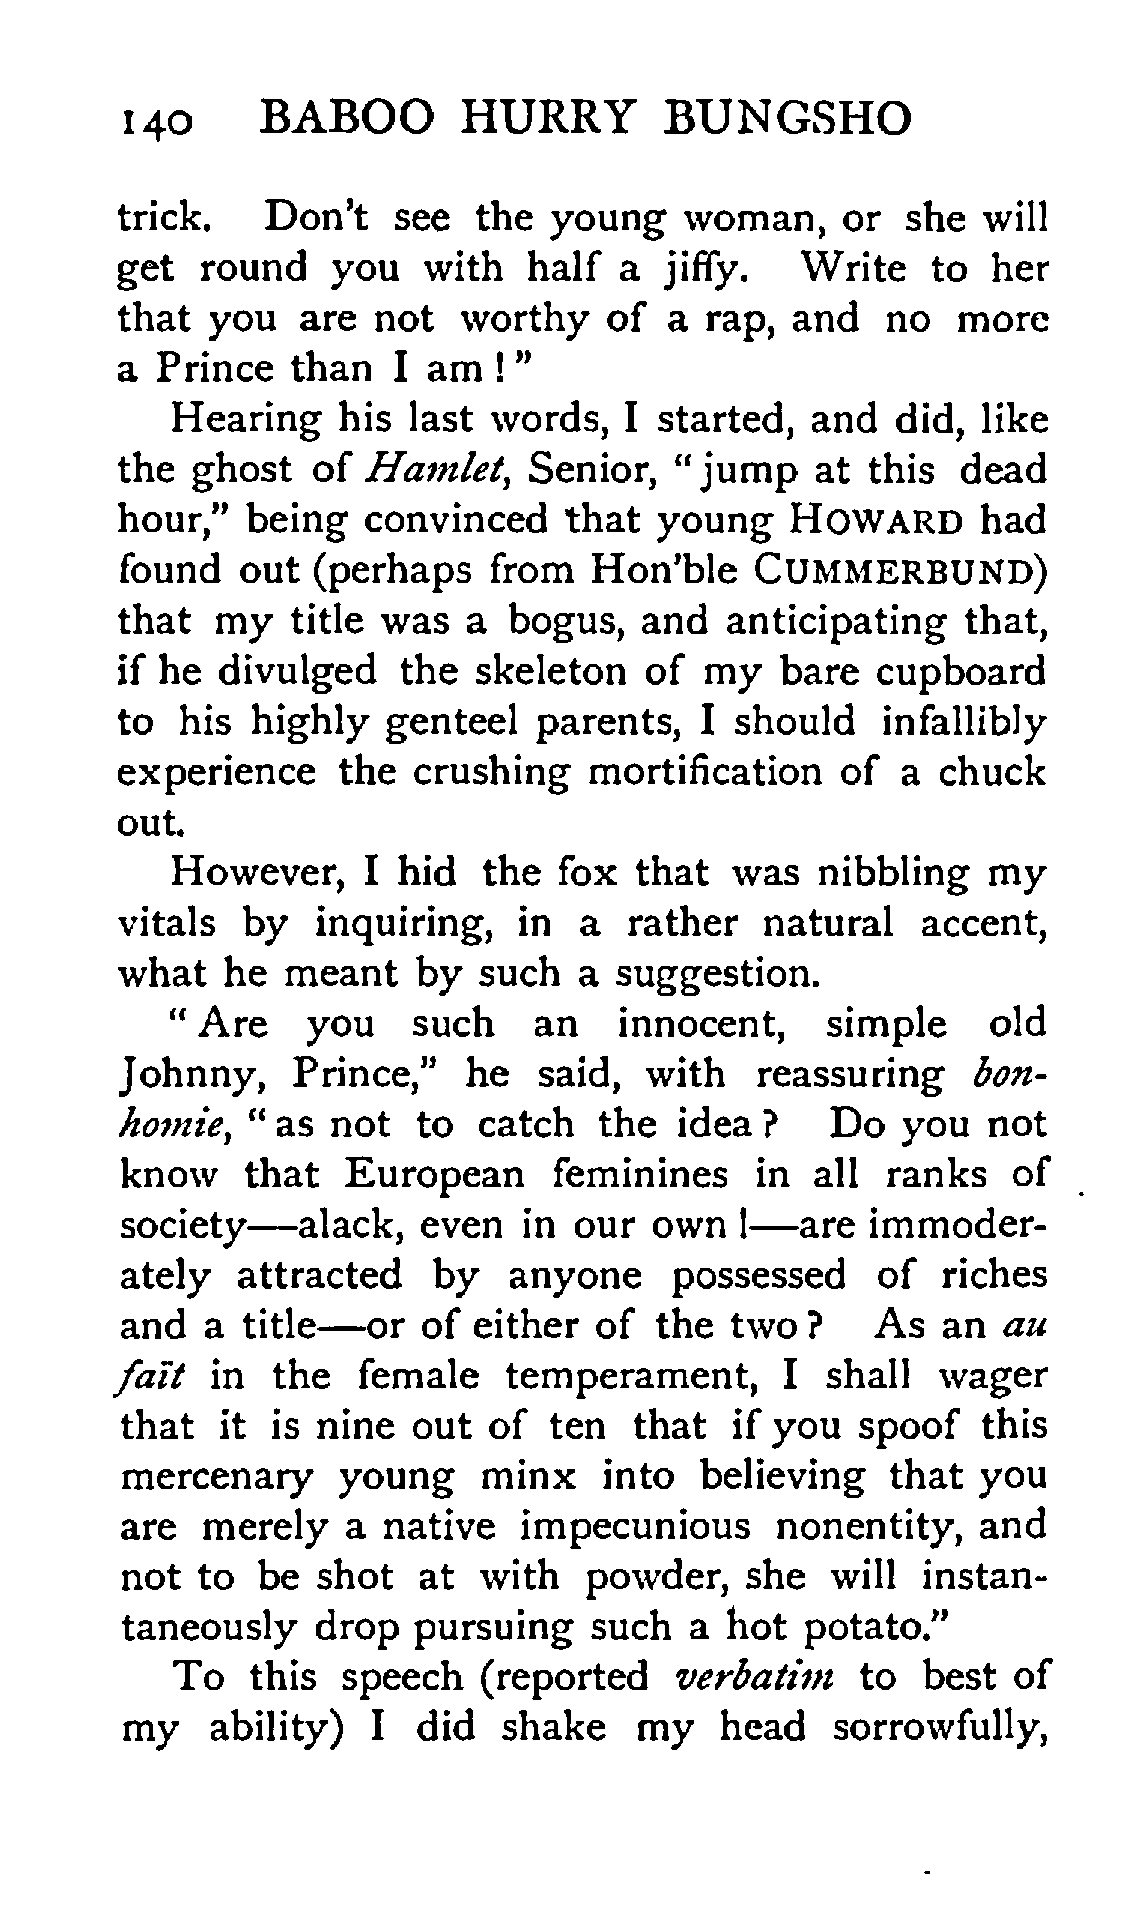 140 BABOO HURRY BUNGSHO
trick. Don't see the young woman, or she will
get round you with half a jiffy. Write to her
that you are not worthy of a rap, and no more
a Prince than I am ! "
Hearing his last words, I started, and did, like
the ghost of Hamlet, Senior, " jump at this dead
hour," being convinced that young HOWARD had
found out (perhaps from Hon'ble CUMMERBUND)
that my title was a bogus, and anticipating that,
if he divulged the skeleton of my bare cupboard
to his highly genteel parents, I should infallibly
experience the crushing mortification of a chuck
out.
However, I hid the fox that was nibbling my
vitals by inquiring, in a rather natural accent,
what he meant by such a suggestion.
" Are you such an innocent, simple old
Johnny, Prince," he said, with reassuring bon-
homie, " as not to catch the idea ? Do you not
know that European feminines in all ranks of
society—alack, even in our own !—are immoder-
ately attracted by anyone possessed of riches
and a title—or of either of the two ? As an au
faït in the female temperament, I shall wager
that it is nine out of ten that if you spoof this
mercenary young minx into believing that you
are merely a native impecunious nonentity, and
not to be shot at with powder, she will instan-
taneously drop pursuing such a hot potato."
To this speech (reported verbatim to best of
my ability) I did shake my head sorrowfully,